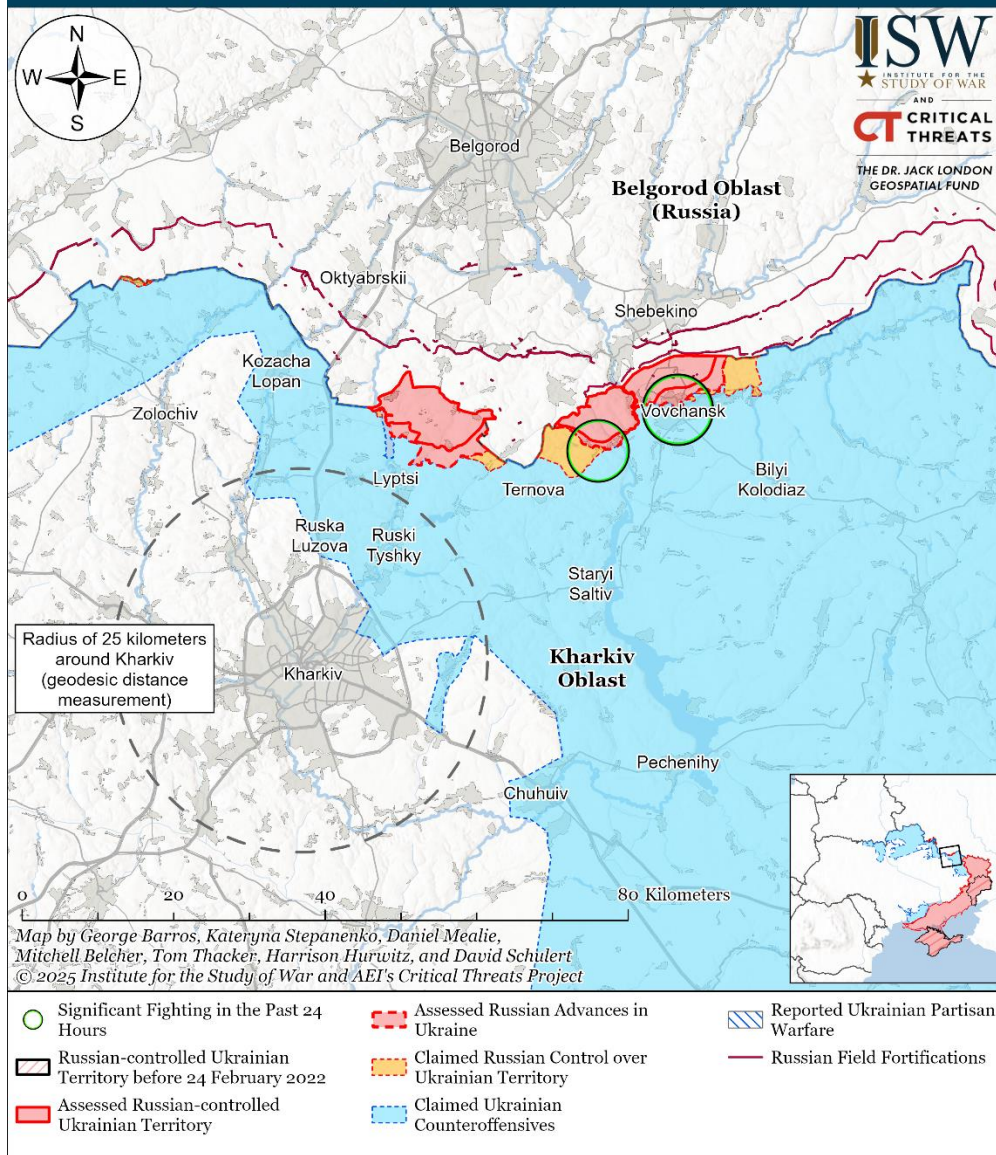 N
W E
S
ISW
INSTITUTE FOR THE
STUDY OF WAR
AND
CT CRITICAL
THREATS
THE DR. JACK LONDON
GEOSPATIAL FUND
Belgorod
Belgorod Oblast
(Russia)
Oktyabrskii
Shebekino
Kozacha
Lopan
Zolochiv
Vovchansk
Lyptsi
Ternova
Bilyi
Kolodiaz
Ruska
Luzova
Ruski
Tyshky
Staryi
Saltiv
Radius of 25 kilometers
around Kharkiv
(geodesic distance
measurement)
Kharkiv
Kharkiv
Oblast
Pechenihy
Chuhuiv
0 20 40 80 Kilometers
Map by George Barros, Kateryna Stepanenko, Daniel Mealie,
Mitchell Belcher, Tom Thacker, Harrison Hurwitz, and David Schulert
© 2025 Institute for the Study of War and AEI's Critical Threats Project
Significant Fighting in the Past 24
Hours
Russian-controlled Ukrainian
Territory before 24 February 2022
Assessed Russian-controlled
Ukrainian Territory
Assessed Russian Advances in
Ukraine
Claimed Russian Control over
Ukrainian Territory
Claimed Ukrainian
Counteroffensives
Reported Ukrainian Partisan
Warfare
Russian Field Fortifications